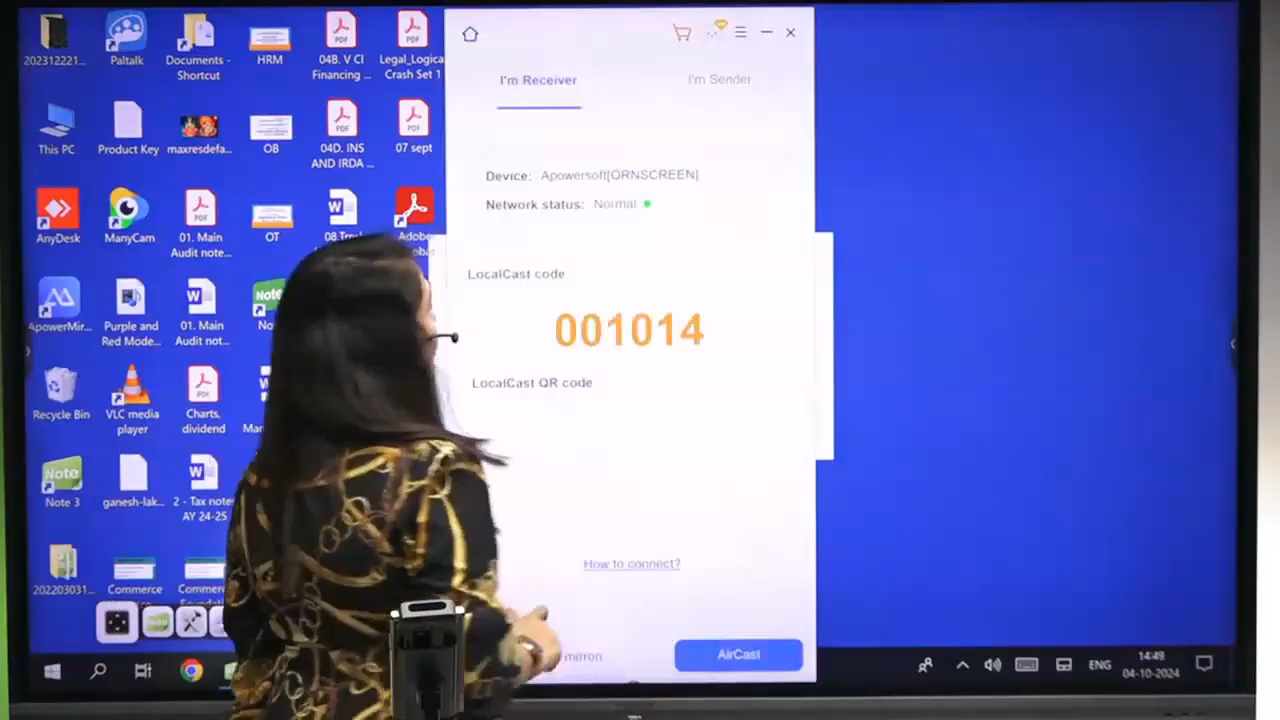 202312221...
Paltalk
Documents -
Shortcut
HRM
04B. V CI
Financing ...
Legal_Logica
Crash Set 1
This PC
Product Key
maxresdefa...
OB
04D. INS
AND IRDA ...
07 sept
AnyDesk
ManyCam
01. Main
Audit note...
OT
Adobe
ApowerMir...
Purple and
Red Mode...
01. Main
Audit not...
Note
Recycle Bin
VLC media
player
Charts,
dividend
Note
Note 3
ganesh-lak...
2 - Tax notes
AY 24-25
202203031...
Commerce
I'm Receiver
I'm Sender
Device: Apowersoft[ORNSCREEN]
Network status: Normal
LocalCast code
001014
LocalCast QR code
How to connect?
AirCast
ENG
14:49
04-10-2024